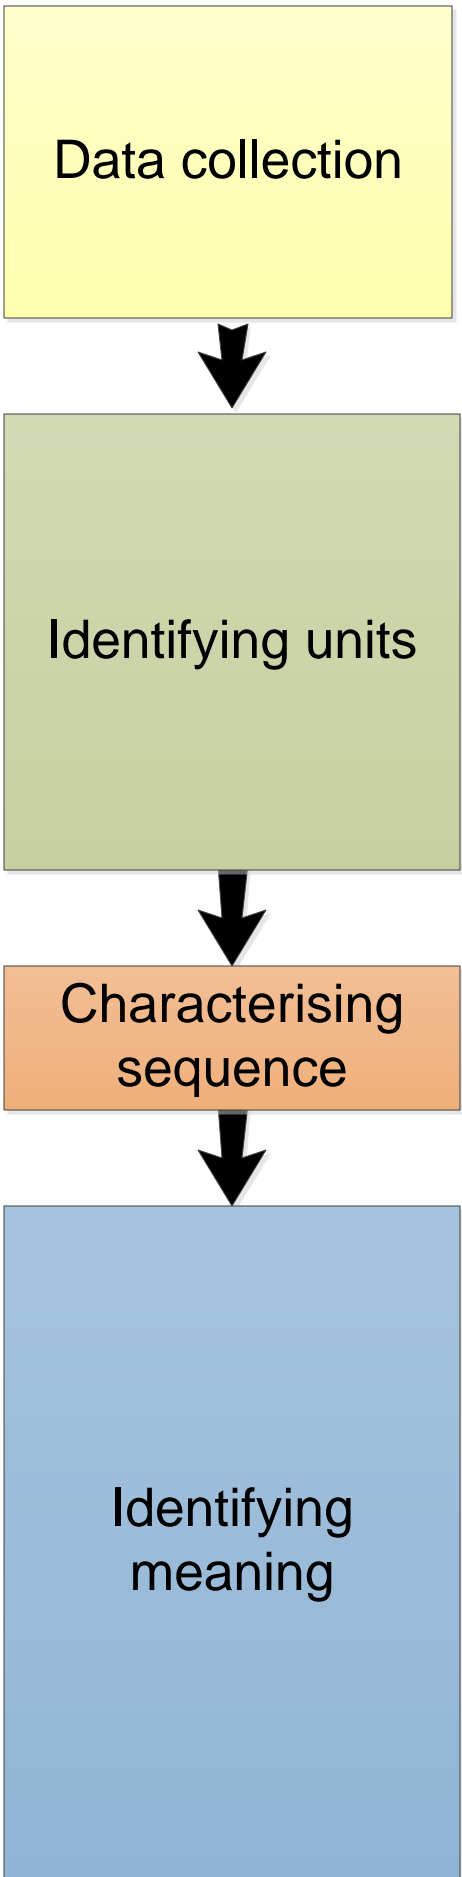 Data collection
Identifying units
Characterising
sequence
Identifying
meaning